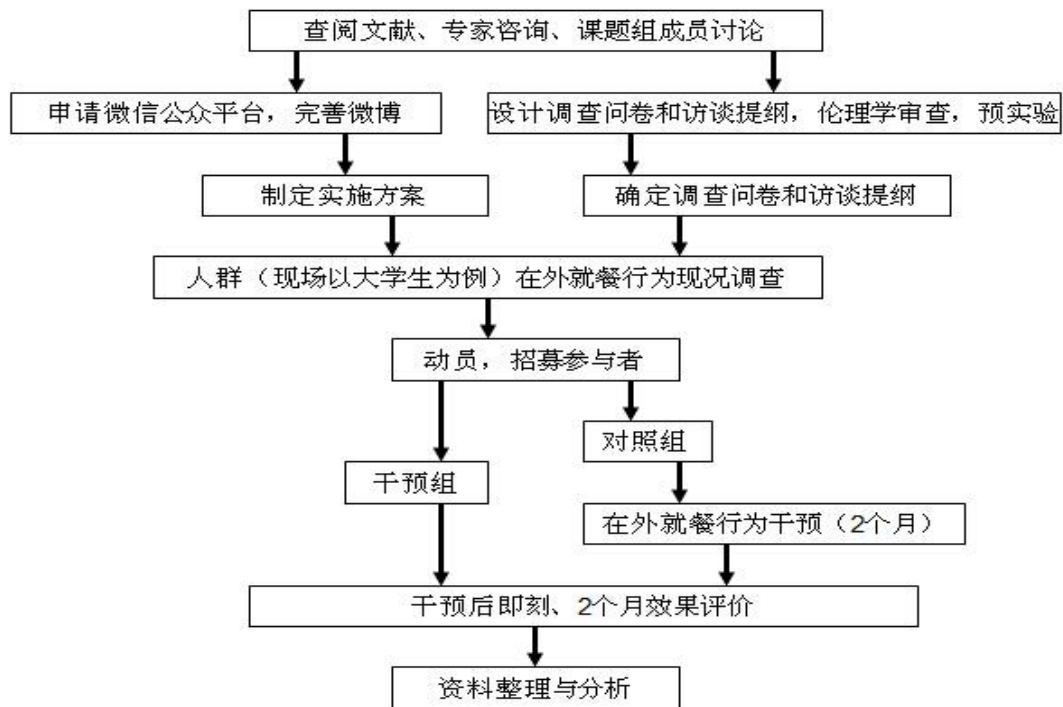 查阅文献、专家咨询、课题组成员讨论
申请微信公众平台，完善微博
设计调查问卷和访谈提纲，伦理学审查，预实验
制定实施方案
确定调查问卷和访谈提纲
人群（现场以大学生为例）在外就餐行为现况调查
动员，招募参与者
对照组
干预组
在外就餐行为干预（2个月）
干预后即刻、2个月效果评价
资料整理与分析